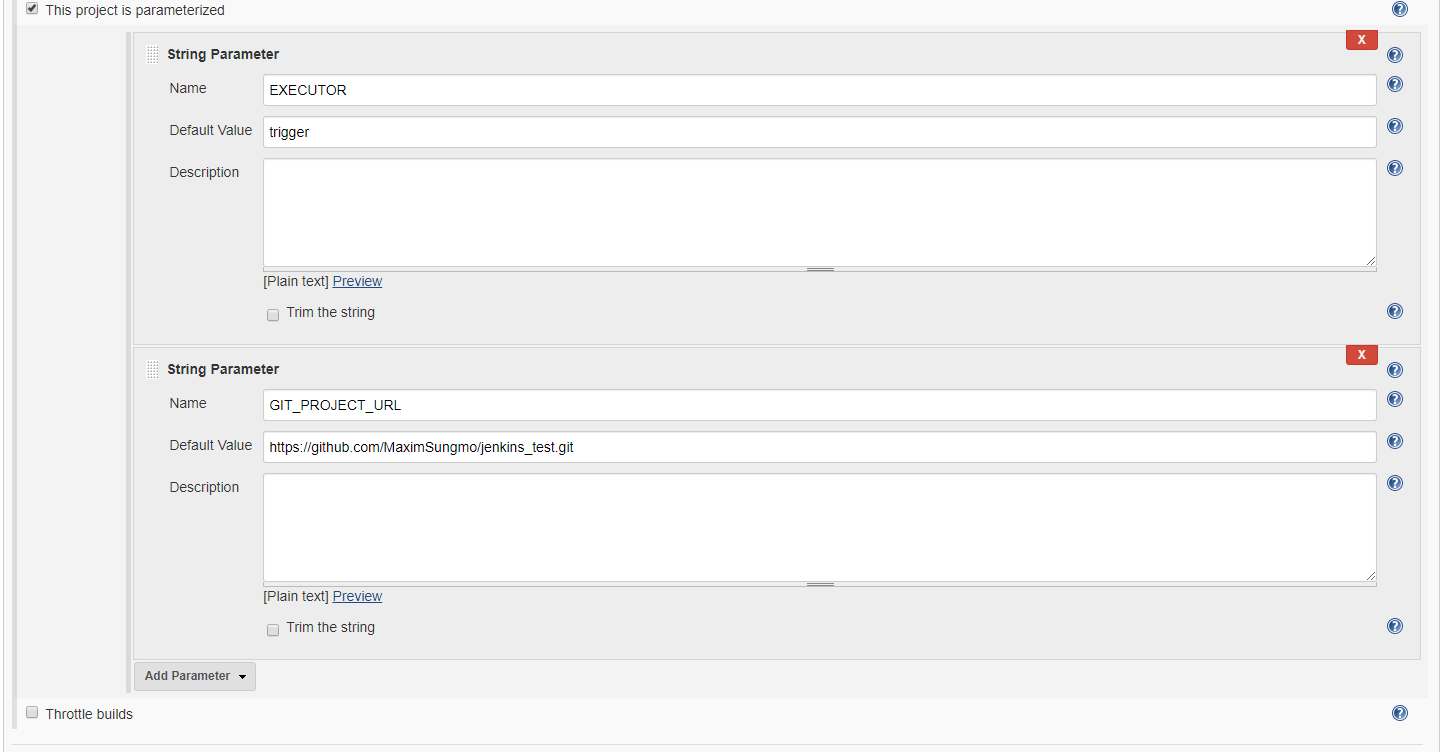 This project is parameterized
String Parameter
X
Name
EXECUTOR
Default Value
trigger
Description
[Plain text] Preview
Trim the string
String Parameter
X
Name
GIT_PROJECT_URL
Default Value
https://github.com/MaximSungmo/jenkins_test.git
Description
[Plain text] Preview
Trim the string
Add Parameter
Throttle builds